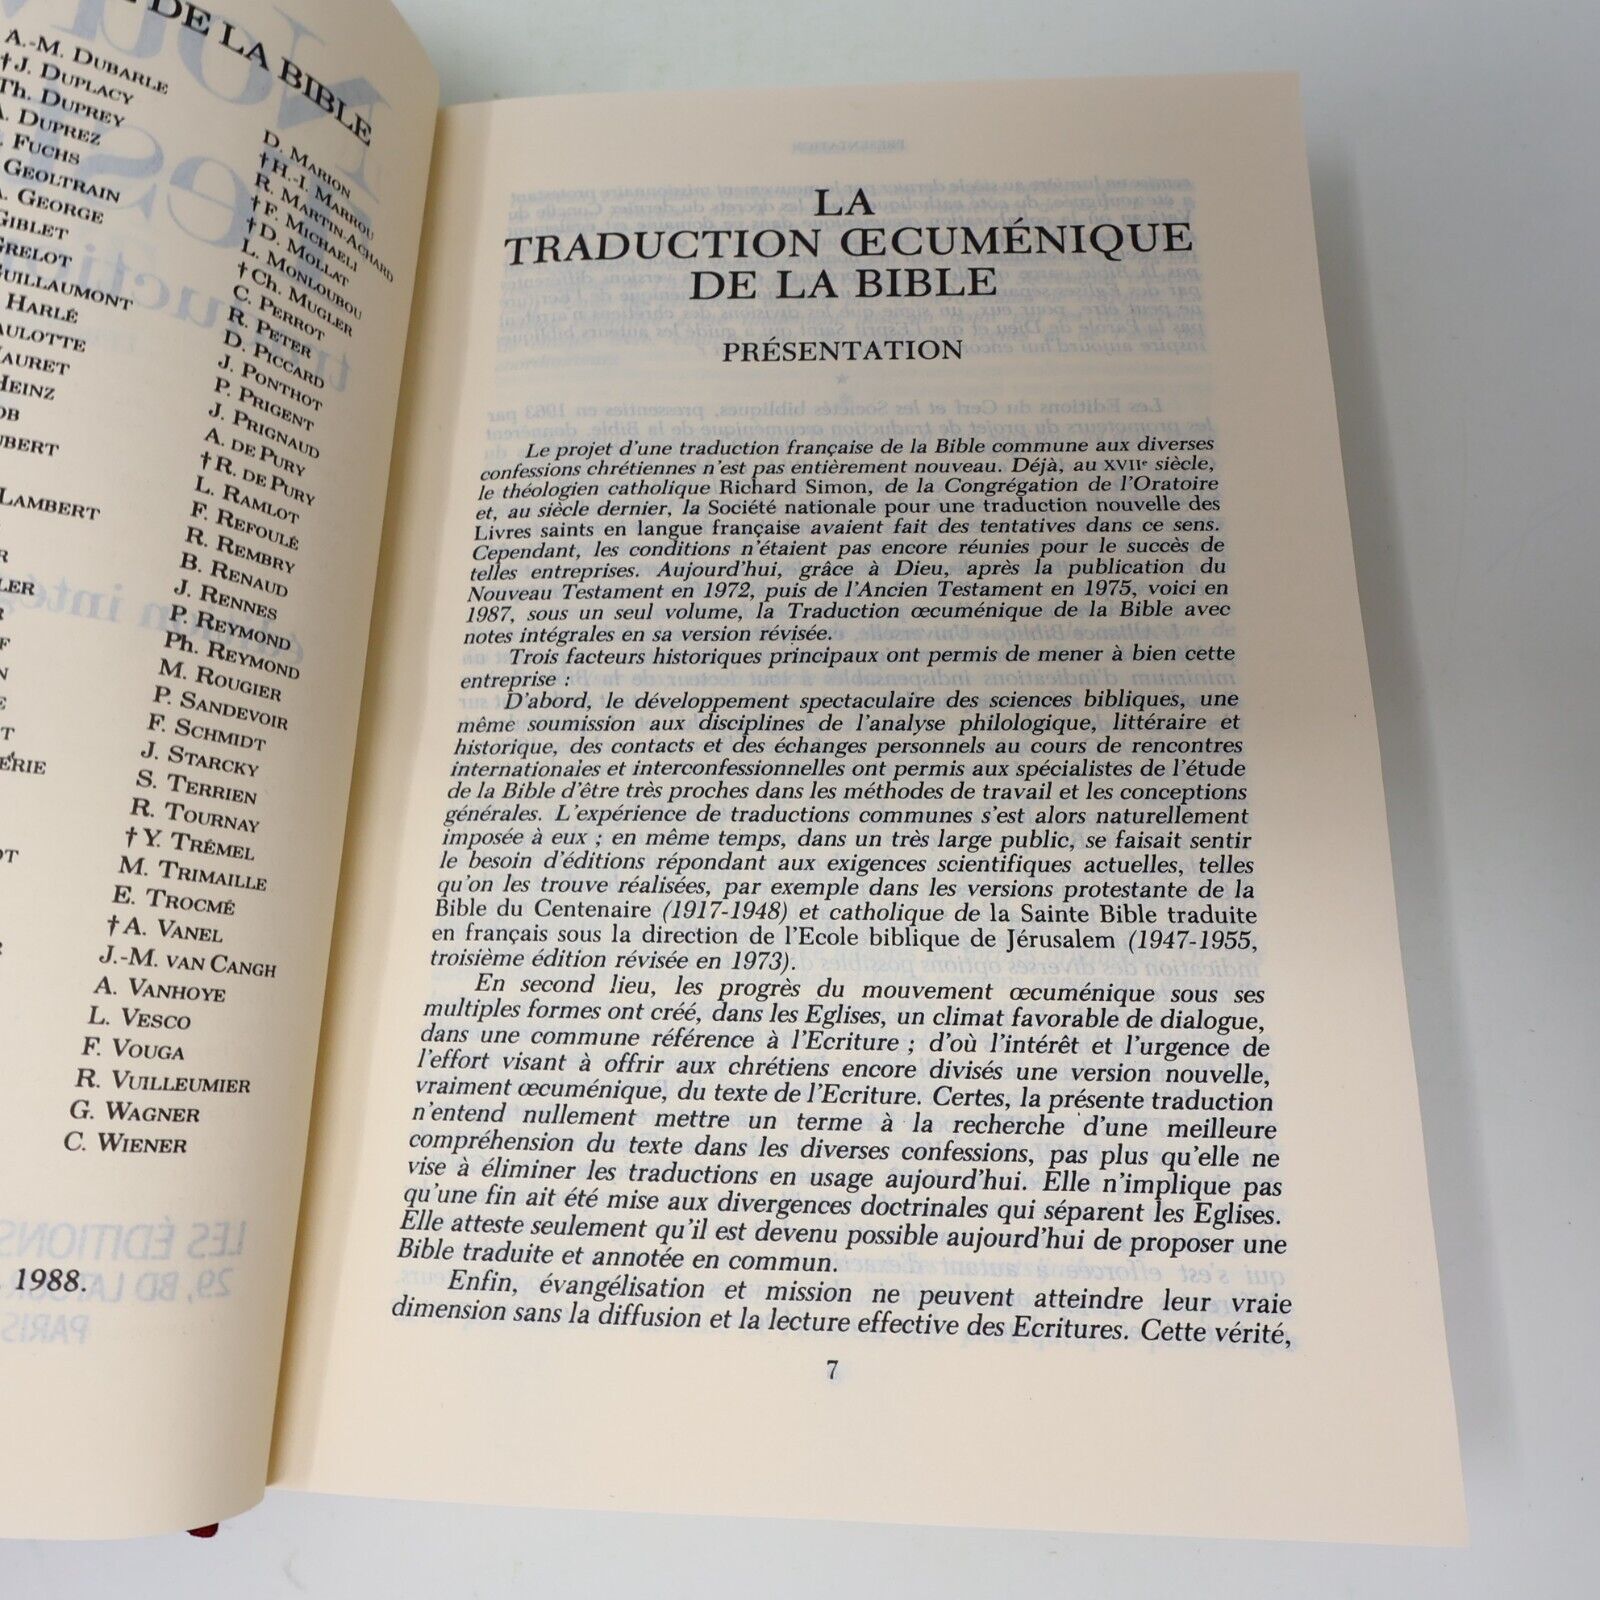 DE LA BIBLE
A.-M. DUBARLE
†J. DUPLACY
Th. DUPREY
A. DUPREZ
FUCHS
GEOLTRAIN
A. GEORGE
GIBLET
GRELOT
GUILLAUMONT
HARLÉ
HEINZ
LAMBERT
D. MARION
†H.-I. MARROU
R. MARTIN-ACHARD
†F. MICHAELI
†D. MOLLAT
L. MONLOUBOU
†Ch. MUGLER
C. PERROT
R. PETER
D. PICCARD
J. PONTHOT
P. PRIGENT
J. PRIGNAUD
A. DE PURY
†R. DE PURY
L. RAMLOT
F. REFOULÉ
R. REMBRY
B. RENAUD
J. RENNES
P. REYMOND
Ph. REYMOND
M. ROUGIER
P. SANDEVOIR
F. SCHMIDT
J. STARCKY
S. TERRIEN
R. TOURNAY
†Y. TRÉMEL
M. TRIMAILLE
E. TROCMÉ
†A. VANEL
J.-M. VAN CANGH
A. VANHOYE
L. VESCO
F. VOUGA
R. VUILLEUMIER
G. WAGNER
C. WIENER
1988.
LA
TRADUCTION ŒCUMÉNIQUE
DE LA BIBLE
PRÉSENTATION
Le projet d'une traduction française de la Bible commune aux diverses
confessions chrétiennes n'est pas entièrement nouveau. Déjà, au XVIIe siècle,
le théologien catholique Richard Simon, de la Congrégation de l'Oratoire
et, au siècle dernier, la Société nationale pour une traduction nouvelle des
Livres saints en langue française avaient fait des tentatives dans ce sens.
Cependant, les conditions n'étaient pas encore réunies pour le succès de
telles entreprises. Aujourd'hui, grâce à Dieu, après la publication du
Nouveau Testament en 1972, puis de l'Ancien Testament en 1975, voici en
1987, sous un seul volume, la Traduction œcuménique de la Bible avec
notes intégrales en sa version révisée.
Trois facteurs historiques principaux ont permis de mener à bien cette
entreprise :
D'abord, le développement spectaculaire des sciences bibliques, une
même soumission aux disciplines de l'analyse philologique, littéraire et
historique, des contacts et des échanges personnels au cours de rencontres
internationales et interconfessionnelles ont permis aux spécialistes de l'étude
de la Bible d'être très proches dans les méthodes de travail et les conceptions
générales. L'expérience de traductions communes s'est alors naturellement
imposée à eux ; en même temps, dans un très large public, se faisait sentir
le besoin d'éditions répondant aux exigences scientifiques actuelles, telles
qu'on les trouve réalisées, par exemple dans les versions protestante de la
Bible du Centenaire (1917-1948) et catholique de la Sainte Bible traduite
en français sous la direction de l'Ecole biblique de Jérusalem (1947-1955,
troisième édition révisée en 1973).
En second lieu, les progrès du mouvement œcuménique sous ses
multiples formes ont créé, dans les Eglises, un climat favorable de dialogue,
dans une commune référence à l'Ecriture ; d'où l'intérêt et l'urgence de
l'effort visant à offrir aux chrétiens encore divisés une version nouvelle,
vraiment œcuménique, du texte de l'Ecriture. Certes, la présente traduction
n'entend nullement mettre un terme à la recherche d'une meilleure
compréhension du texte dans les diverses confessions, pas plus qu'elle ne
vise à éliminer les traductions en usage aujourd'hui. Elle n'implique pas
qu'une fin ait été mise aux divergences doctrinales qui séparent les Eglises.
Elle atteste seulement qu'il est devenu possible aujourd'hui de proposer une
Bible traduite et annotée en commun.
Enfin, évangélisation et mission ne peuvent atteindre leur vraie
dimension sans la diffusion et la lecture effective des Ecritures. Cette vérité,
7